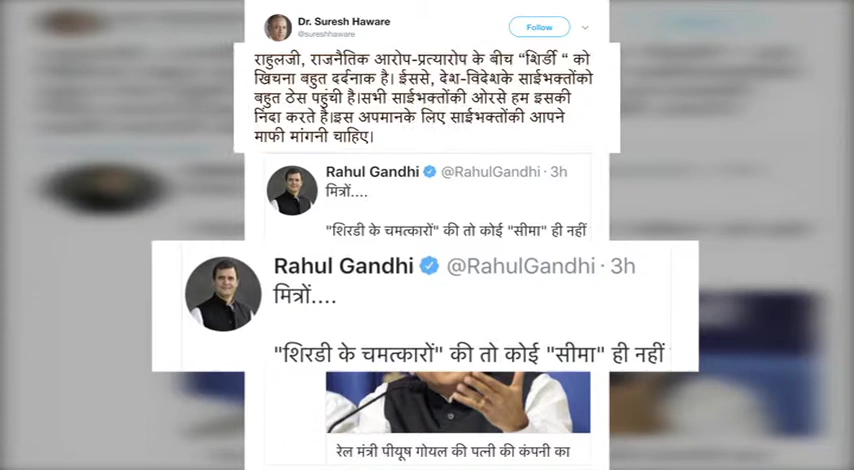 Dr. Suresh Haware
@sureshhaware
Follow
राहुलजी, राजनैतिक आरोप-प्रत्यारोप के बीच “शिर्डी “ को
खिचना बहुत दर्दनाक है। ईससे, देश-विदेशके साईभक्तोंको
बहुत ठेस पहुंची है।सभी साईभक्तोंकी ओरसे हम इसकी
निंदा करते है।इस अपमानके लिए साईभक्तोंकी आपने
माफी मांगनी चाहिए।
Rahul Gandhi @RahulGandhi · 3h
मित्रों....
"शिरडी के चमत्कारों" की तो कोई "सीमा" ही नहीं
Rahul Gandhi @RahulGandhi · 3h
मित्रों....
"शिरडी के चमत्कारों" की तो कोई "सीमा" ही नहीं
रेल मंत्री पीयूष गोयल की पत्नी की कंपनी का